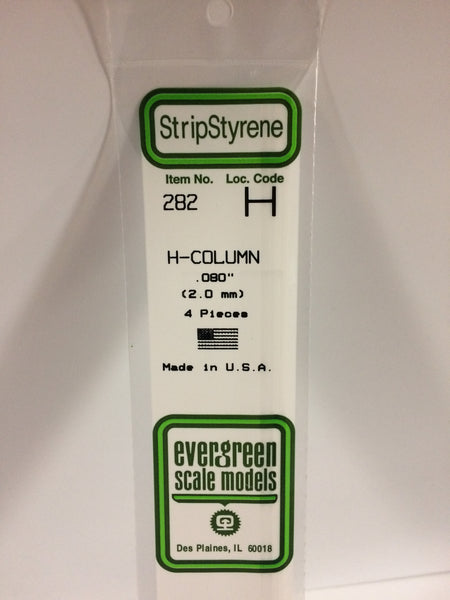 StripStyrene
Item No. Loc. Code
282 H
H-COLUMN
.080"
(2.0 mm)
4 Pieces
Made in U.S.A.
evergreen
scale models
Des Plaines, IL 60018